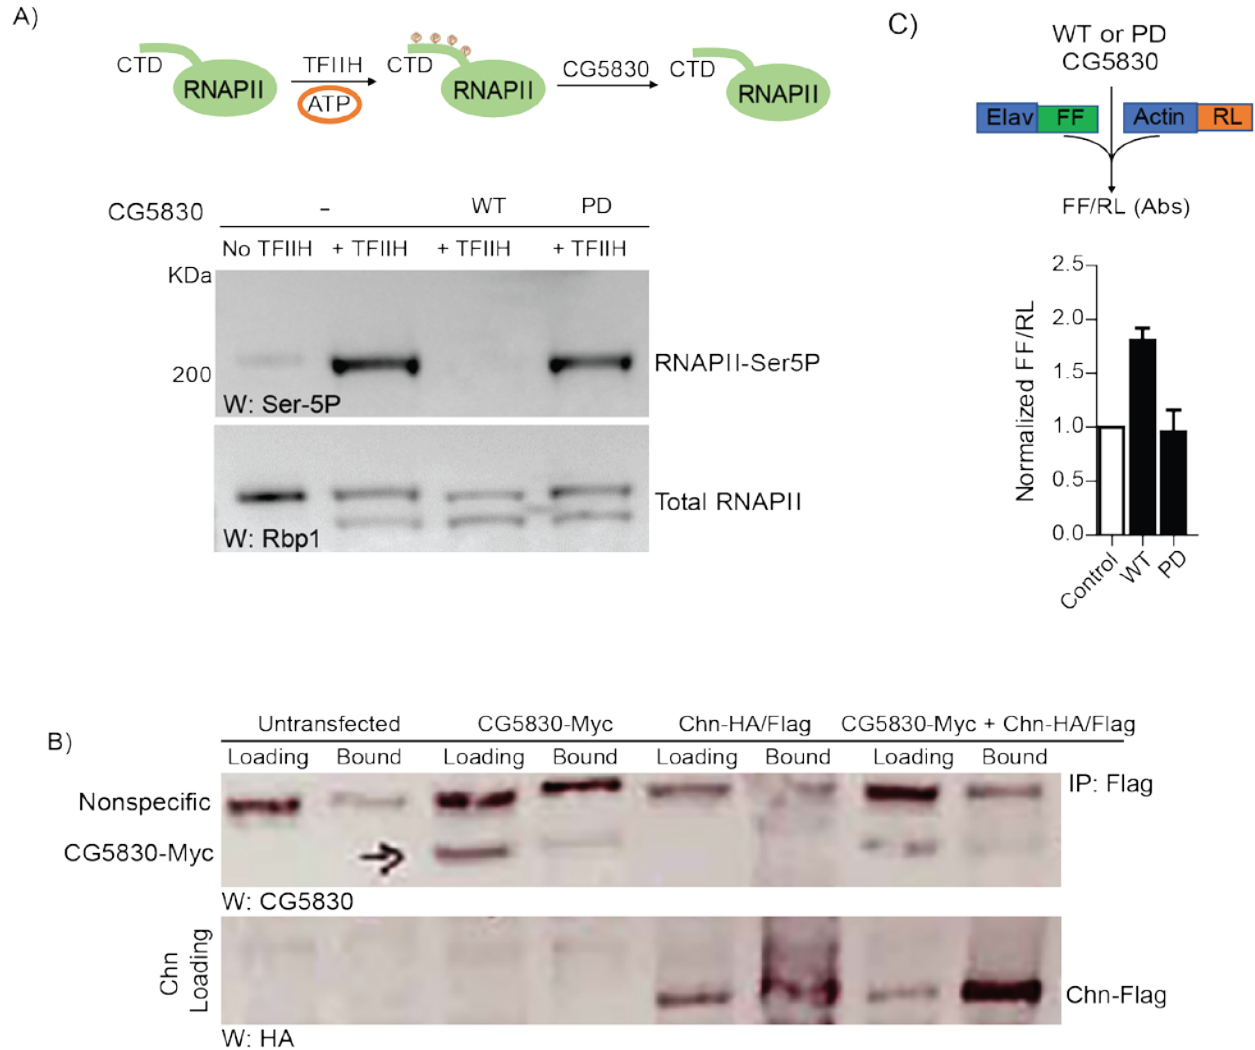 A)
CTD
RNAPII
TFIIH
ATP
CTD
RNAPII
CG5830
CTD
RNAPII
CG5830
–
WT
PD
No TFIIH
+ TFIIH
+ TFIIH
+ TFIIH
KDa
200
RNAPII-Ser5P
W: Ser-5P
Total RNAPII
W: Rbp1
C)
WT or PD
CG5830
Elav
FF
Actin
RL
FF/RL (Abs)
Normalized FF/RL
2.5
2.0
1.5
1.0
0.5
0.0
Control
WT
PD
B)
Untransfected
CG5830-Myc
Chn-HA/Flag
CG5830-Myc + Chn-HA/Flag
Loading
Bound
Loading
Bound
Loading
Bound
Loading
Bound
Nonspecific
IP: Flag
CG5830-Myc
W: CG5830
Chn
Loading
Chn-Flag
W: HA